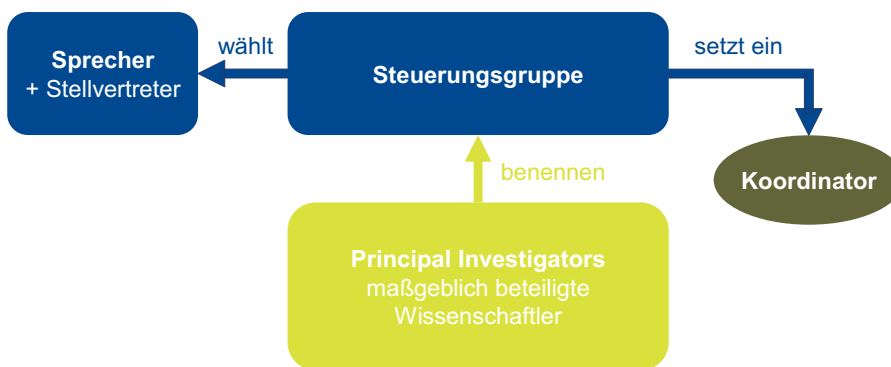 wählt
setzt ein
Sprecher
+ Stellvertreter
Steuerungsgruppe
benennen
Koordinator
Principal Investigators
maßgeblich beteiligte
Wissenschaftler